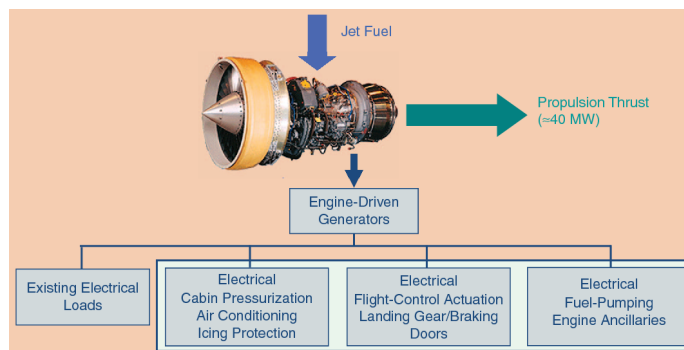 Jet Fuel
Propulsion Thrust
(≈40 MW)
Engine-Driven
Generators
Existing Electrical
Loads
Electrical
Cabin Pressurization
Air Conditioning
Icing Protection
Electrical
Flight-Control Actuation
Landing Gear/Braking
Doors
Electrical
Fuel-Pumping
Engine Ancillaries